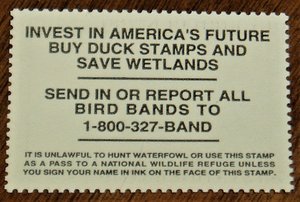 INVEST IN AMERICA'S FUTURE
BUY DUCK STAMPS AND
SAVE WETLANDS
SEND IN OR REPORT ALL
BIRD BANDS TO
1-800-327-BAND
IT IS UNLAWFUL TO HUNT WATERFOWL OR USE THIS STAMP
AS A PASS TO A NATIONAL WILDLIFE REFUGE UNLESS
YOU SIGN YOUR NAME IN INK ON THE FACE OF THIS STAMP.